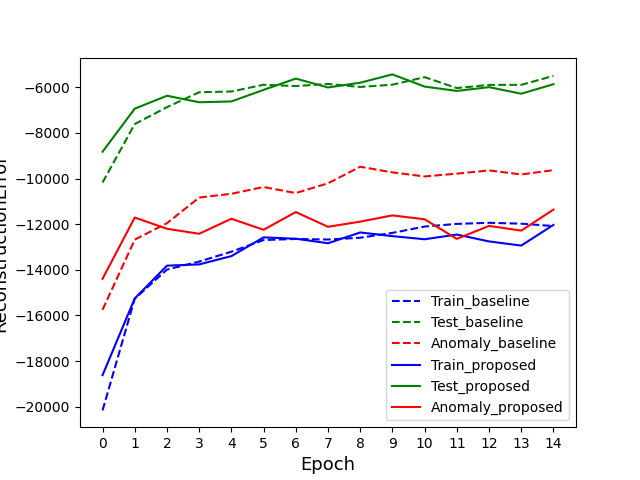 −6000
−8000
−10000
−12000
−14000
−16000
−18000
−20000
ReconstructionError
0 1 2 3 4 5 6 7 8 9 10 11 12 13 14
Epoch
Train_baseline
Test_baseline
Anomaly_baseline
Train_proposed
Test_proposed
Anomaly_proposed